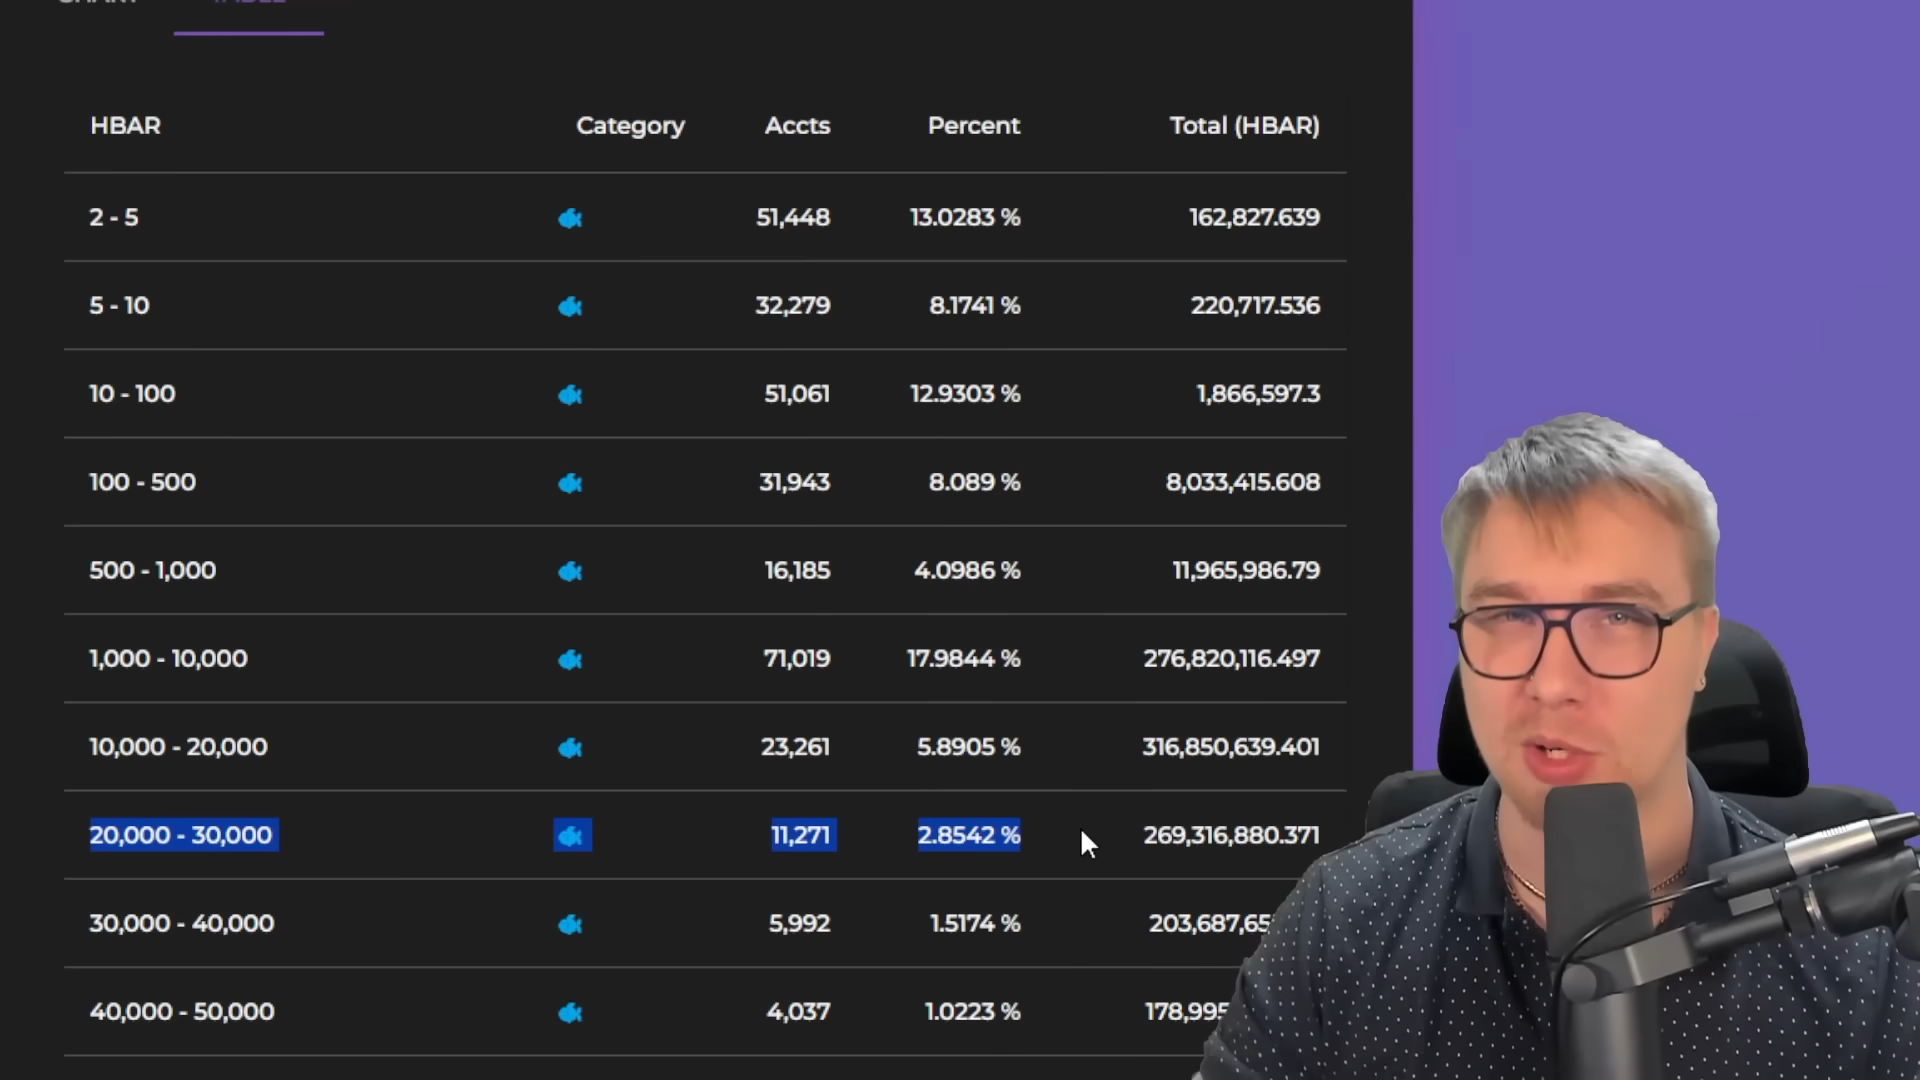 HBAR Category Accts Percent Total (HBAR)
2 - 5 51,448 13.0283 % 162,827.639
5 - 10 32,279 8.1741 % 220,717.536
10 - 100 51,061 12.9303 % 1,866,597.3
100 - 500 31,943 8.089 % 8,033,415.608
500 - 1,000 16,185 4.0986 % 11,965,986.79
1,000 - 10,000 71,019 17.9844 % 276,820,116.497
10,000 - 20,000 23,261 5.8905 % 316,850,639.401
20,000 - 30,000 11,271 2.8542 % 269,316,880.371
30,000 - 40,000 5,992 1.5174 % 203,687,65
40,000 - 50,000 4,037 1.0223 % 178,995